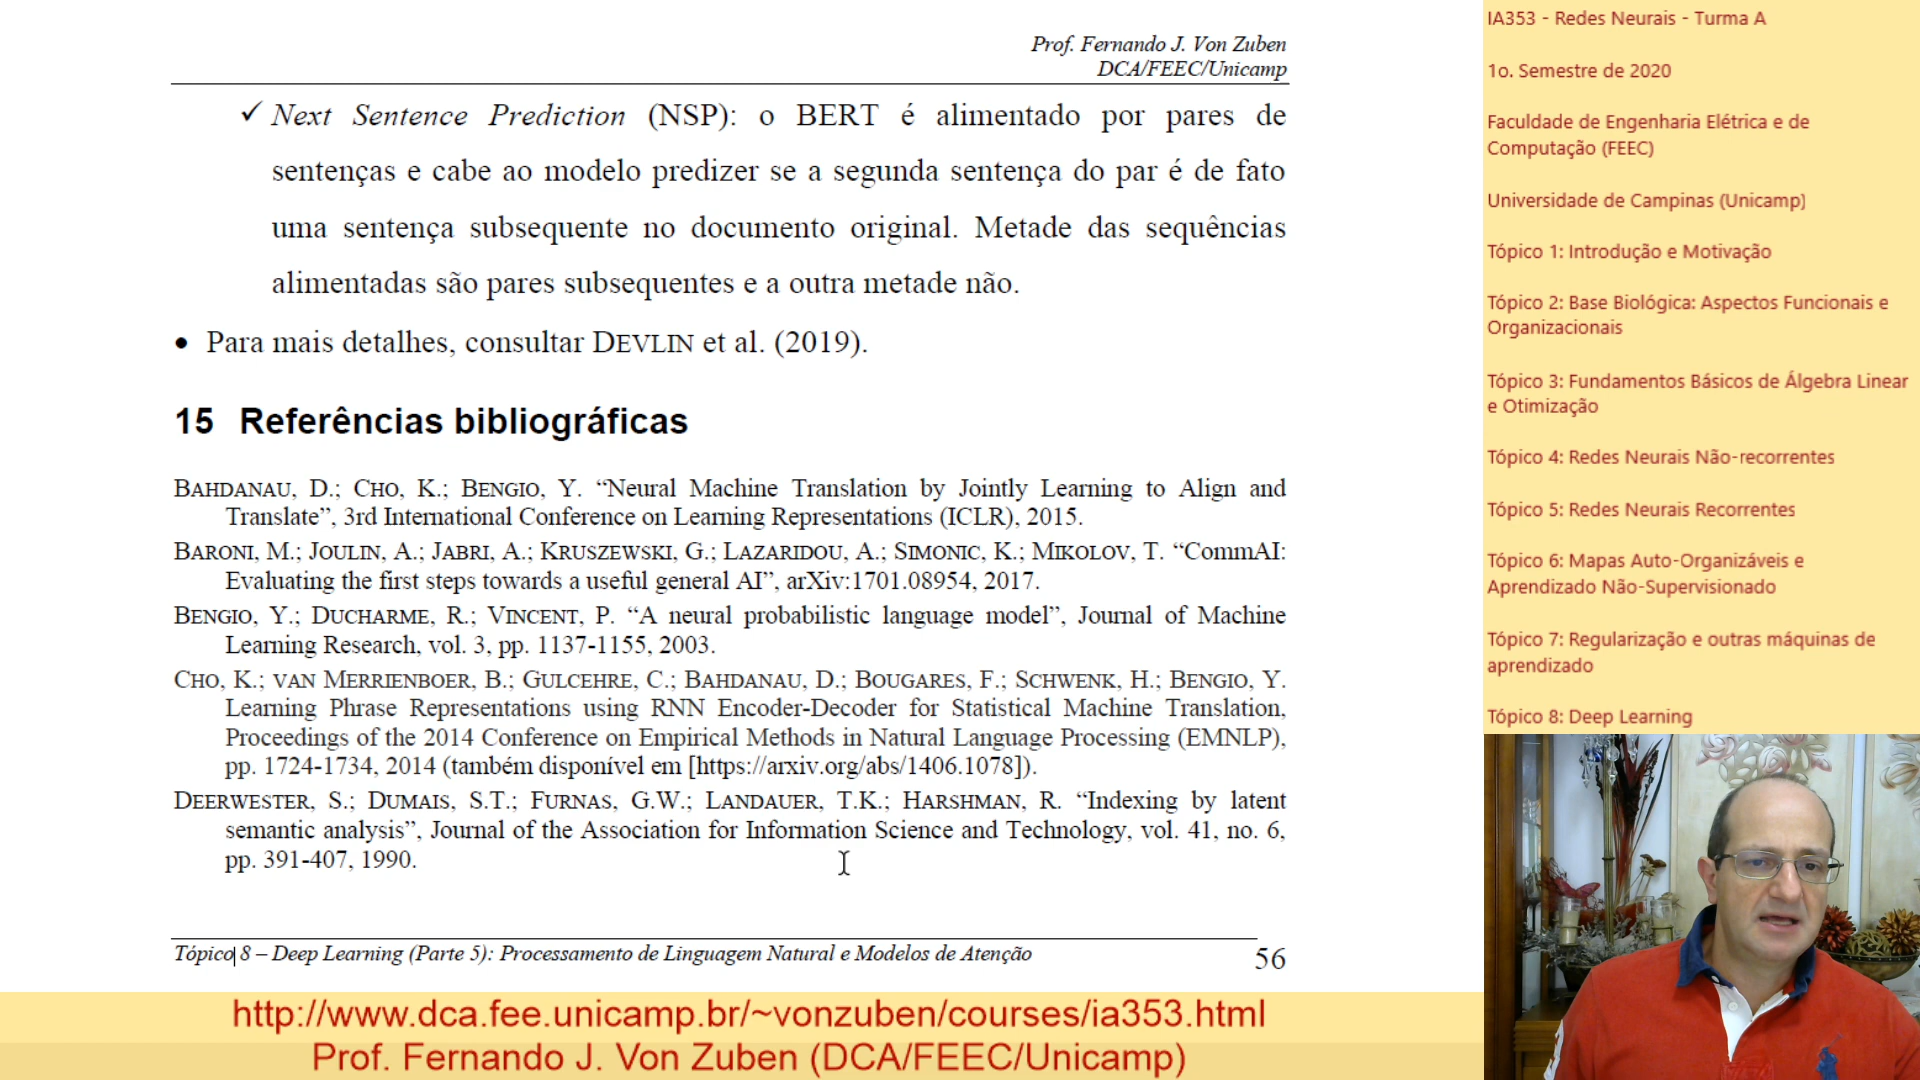 Prof. Fernando J. Von Zuben
DCA/FEEC/Unicamp
✓ Next Sentence Prediction (NSP): o BERT é alimentado por pares de
sentenças e cabe ao modelo predizer se a segunda sentença do par é de fato
uma sentença subsequente no documento original. Metade das sequências
alimentadas são pares subsequentes e a outra metade não.
• Para mais detalhes, consultar DEVLIN et al. (2019).
15 Referências bibliográficas
BAHDANAU, D.; CHO, K.; BENGIO, Y. “Neural Machine Translation by Jointly Learning to Align and
Translate”, 3rd International Conference on Learning Representations (ICLR), 2015.
BARONI, M.; JOULIN, A.; JABRI, A.; KRUSZEWSKI, G.; LAZARIDOU, A.; SIMONIC, K.; MIKOLOV, T. “CommAI:
Evaluating the first steps towards a useful general AI”, arXiv:1701.08954, 2017.
BENGIO, Y.; DUCHARME, R.; VINCENT, P. “A neural probabilistic language model”, Journal of Machine
Learning Research, vol. 3, pp. 1137-1155, 2003.
CHO, K.; VAN MERRIENBOER, B.; GULCEHRE, C.; BAHDANAU, D.; BOUGARES, F.; SCHWENK, H.; BENGIO, Y.
Learning Phrase Representations using RNN Encoder-Decoder for Statistical Machine Translation,
Proceedings of the 2014 Conference on Empirical Methods in Natural Language Processing (EMNLP),
pp. 1724-1734, 2014 (também disponível em [https://arxiv.org/abs/1406.1078]).
DEERWESTER, S.; DUMAIS, S.T.; FURNAS, G.W.; LANDAUER, T.K.; HARSHMAN, R. “Indexing by latent
semantic analysis”, Journal of the Association for Information Science and Technology, vol. 41, no. 6,
pp. 391-407, 1990.
Tópico 8 – Deep Learning (Parte 5): Processamento de Linguagem Natural e Modelos de Atenção
56
http://www.dca.fee.unicamp.br/~vonzuben/courses/ia353.html
Prof. Fernando J. Von Zuben (DCA/FEEC/Unicamp)
IA353 - Redes Neurais - Turma A
1o. Semestre de 2020
Faculdade de Engenharia Elétrica e de
Computação (FEEC)
Universidade de Campinas (Unicamp)
Tópico 1: Introdução e Motivação
Tópico 2: Base Biológica: Aspectos Funcionais e
Organizacionais
Tópico 3: Fundamentos Básicos de Álgebra Linear
e Otimização
Tópico 4: Redes Neurais Não-recorrentes
Tópico 5: Redes Neurais Recorrentes
Tópico 6: Mapas Auto-Organizáveis e
Aprendizado Não-Supervisionado
Tópico 7: Regularização e outras máquinas de
aprendizado
Tópico 8: Deep Learning